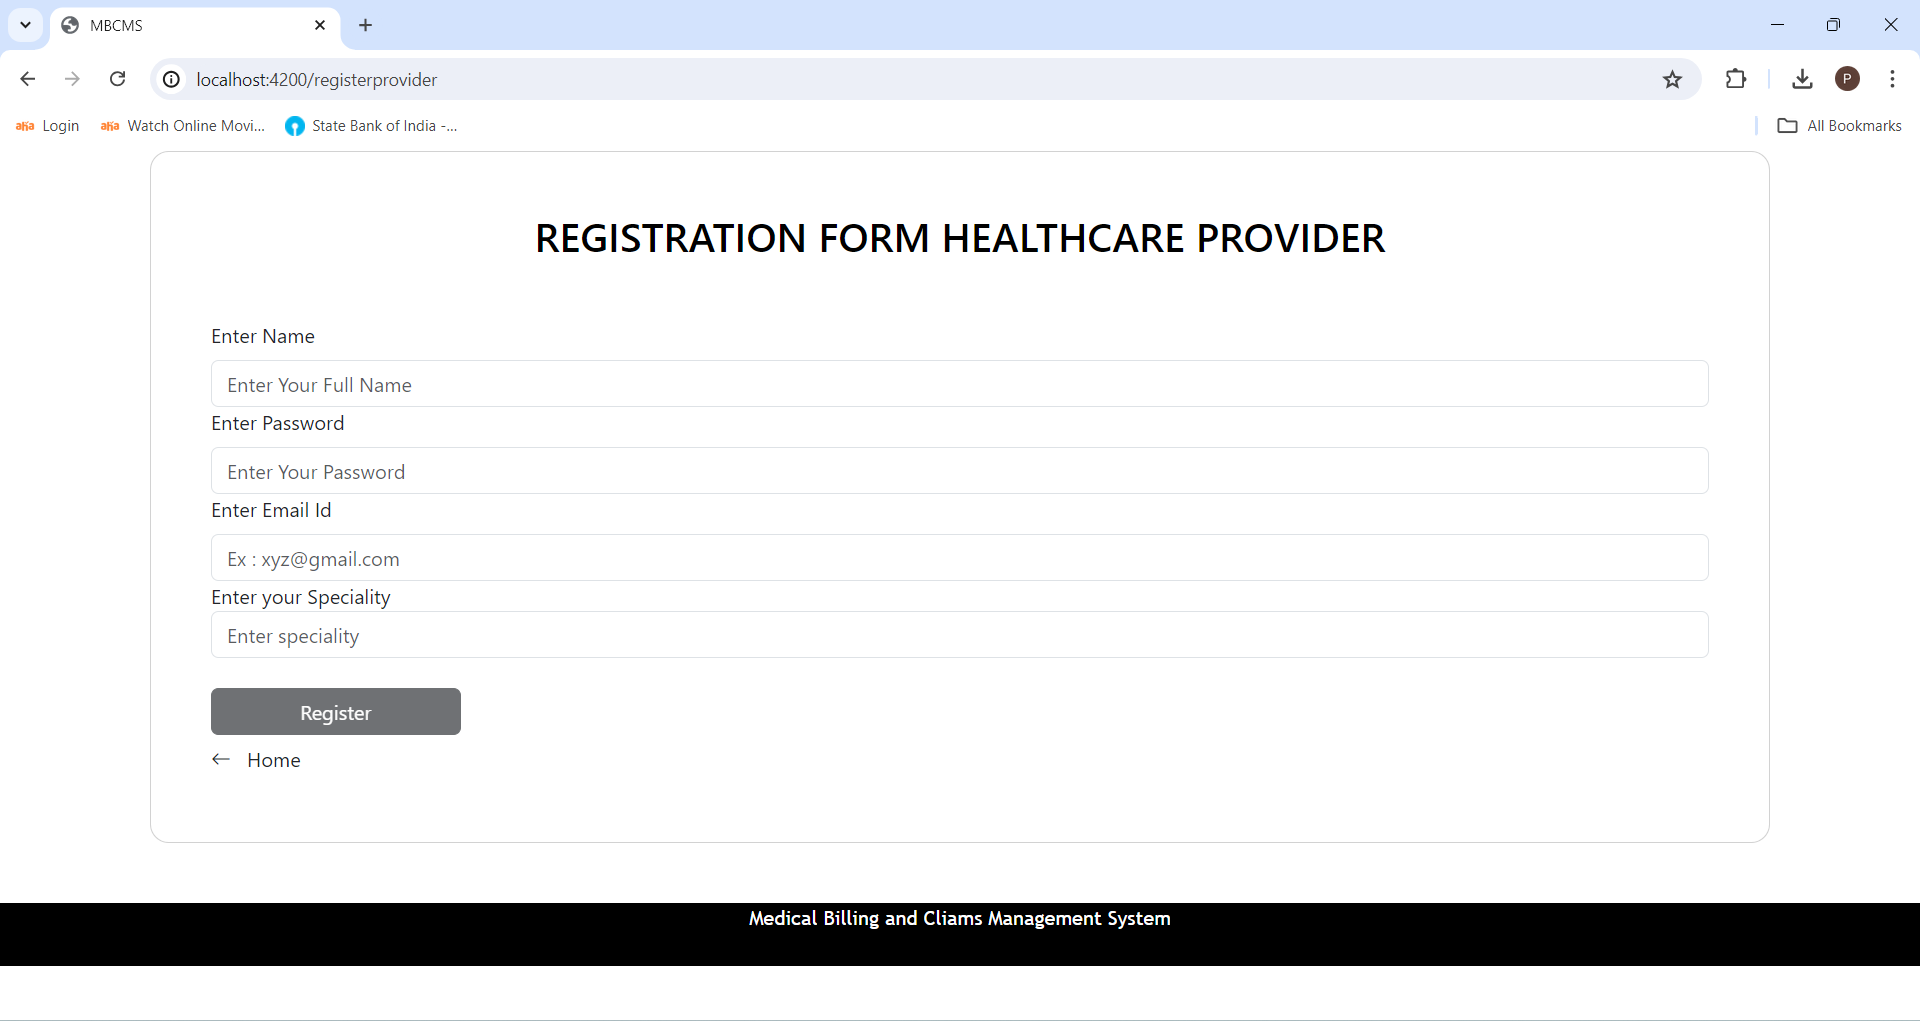 MBCMS
localhost:4200/registerprovider
aha Login aha Watch Online Movi... State Bank of India -... All Bookmarks
P
REGISTRATION FORM HEALTHCARE PROVIDER
Enter Name
Enter Your Full Name
Enter Password
Enter Your Password
Enter Email Id
Ex : xyz@gmail.com
Enter your Speciality
Enter speciality
Register
Home
Medical Billing and Cliams Management System